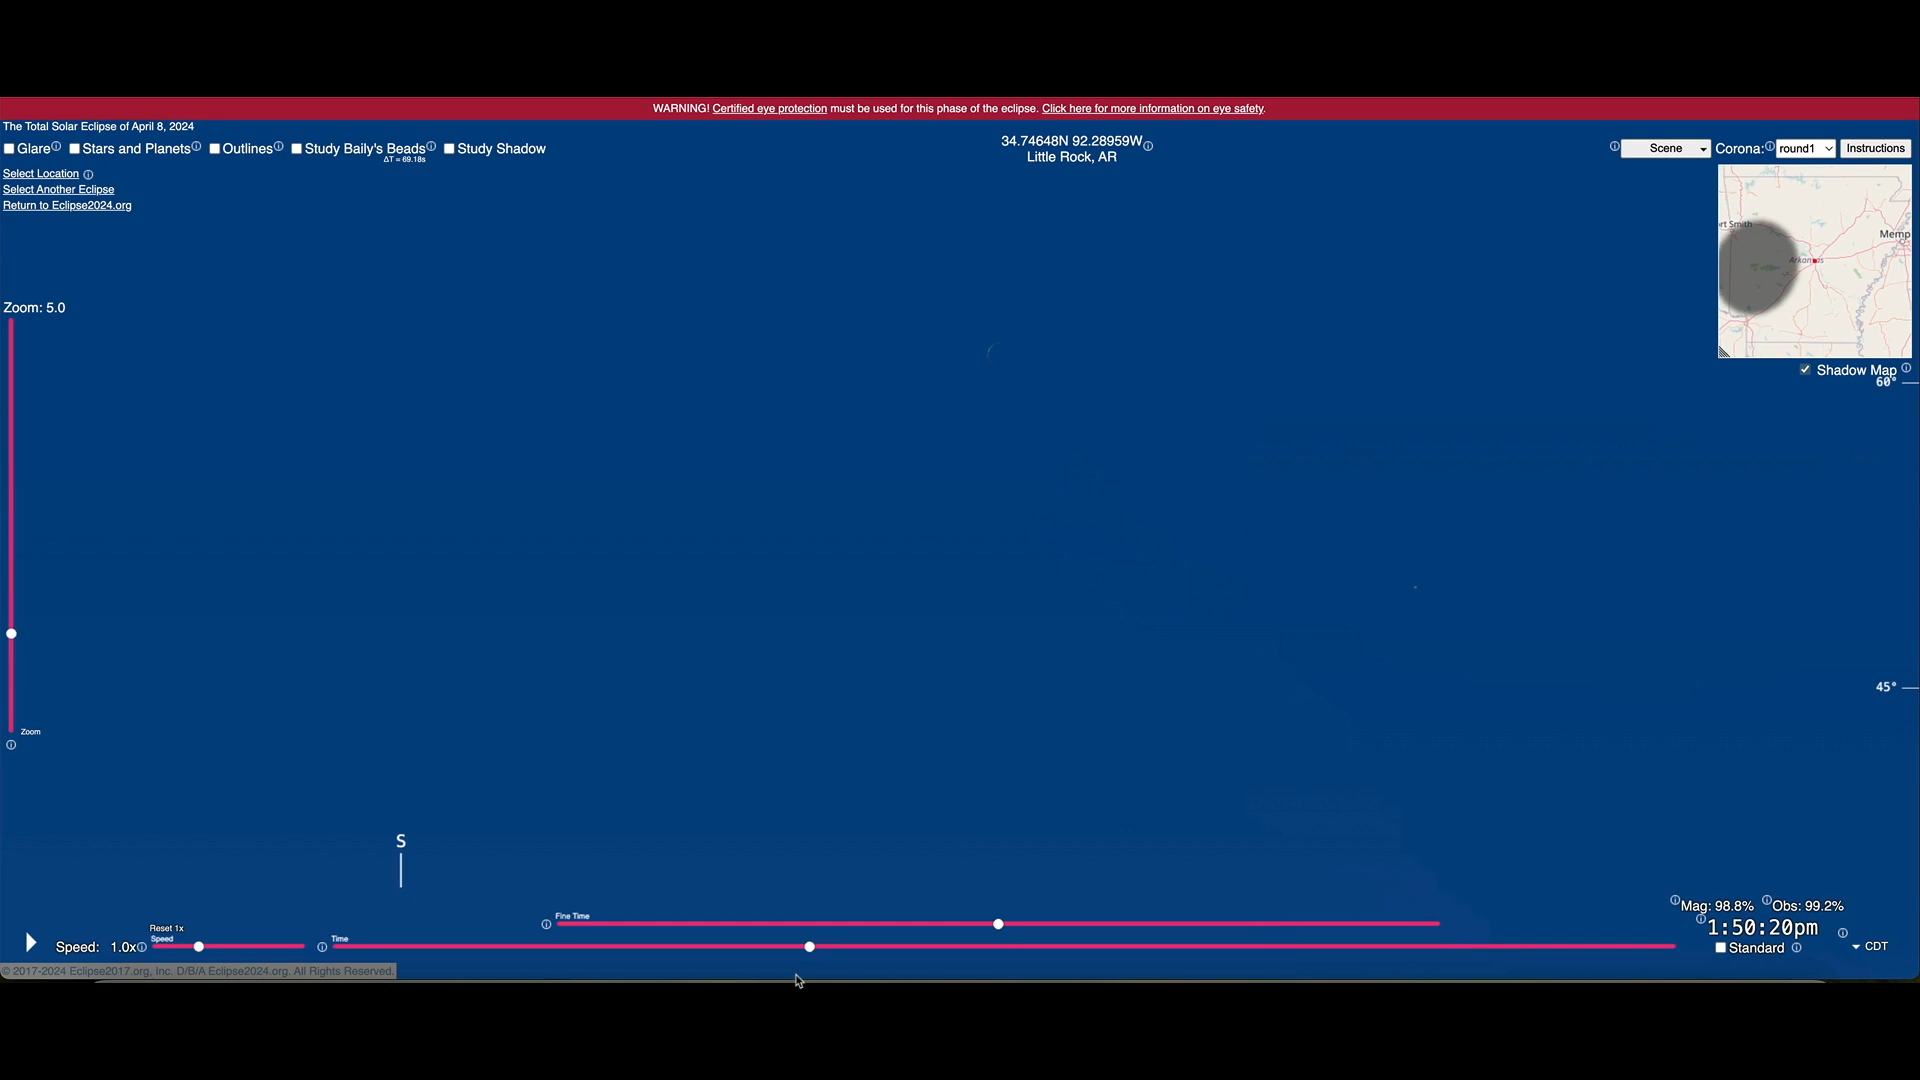 WARNING! Certified eye protection must be used for this phase of the eclipse. Click here for more information on eye safety.
The Total Solar Eclipse of April 8, 2024
Glare Stars and Planets Outlines Study Baily's Beads Study Shadow
ΔT = 69.18s
34.74648N 92.28959W
Little Rock, AR
Scene Corona: round1 Instructions
Select Location
Select Another Eclipse
Return to Eclipse2024.org
rt Smith
Memp
Arkansas
Shadow Map
60°
Zoom: 5.0
45°
Zoom
S
Fine Time
Mag: 98.8% Obs: 99.2%
1:50:20pm
Reset 1x
Speed: 1.0x Speed Time
Standard CDT
© 2017-2024 Eclipse2017.org, Inc. D/B/A Eclipse2024.org. All Rights Reserved.